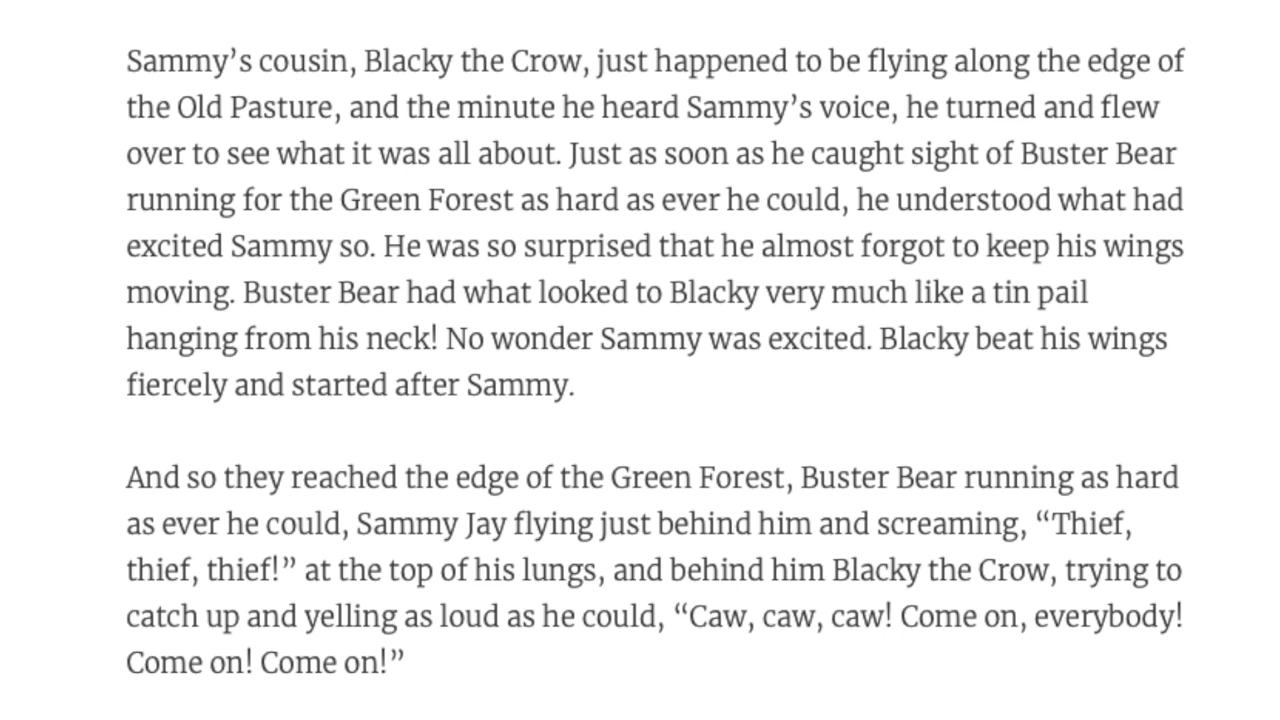 Sammy’s cousin, Blacky the Crow, just happened to be flying along the edge of
the Old Pasture, and the minute he heard Sammy’s voice, he turned and flew
over to see what it was all about. Just as soon as he caught sight of Buster Bear
running for the Green Forest as hard as ever he could, he understood what had
excited Sammy so. He was so surprised that he almost forgot to keep his wings
moving. Buster Bear had what looked to Blacky very much like a tin pail
hanging from his neck! No wonder Sammy was excited. Blacky beat his wings
fiercely and started after Sammy.
And so they reached the edge of the Green Forest, Buster Bear running as hard
as ever he could, Sammy Jay flying just behind him and screaming, “Thief,
thief, thief!” at the top of his lungs, and behind him Blacky the Crow, trying to
catch up and yelling as loud as he could, “Caw, caw, caw! Come on, everybody!
Come on! Come on!”